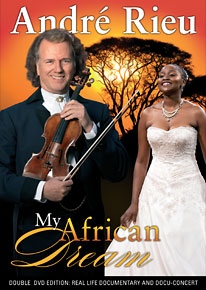 André Rieu
My
African
Dream
DOUBLE DVD EDITION: REAL LIFE DOCUMENTARY AND DOCU-CONCERT